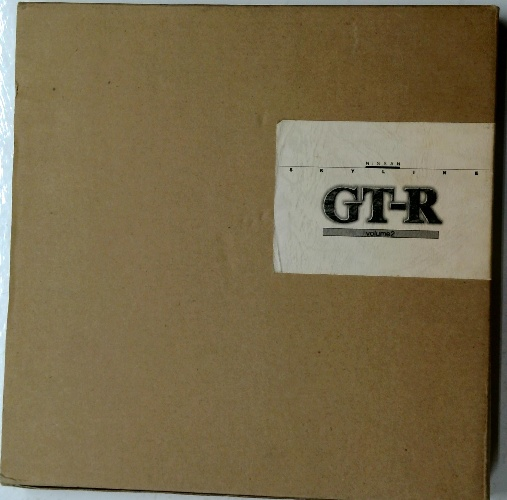 NISSAN
SKYLINE
GT-R
volume2